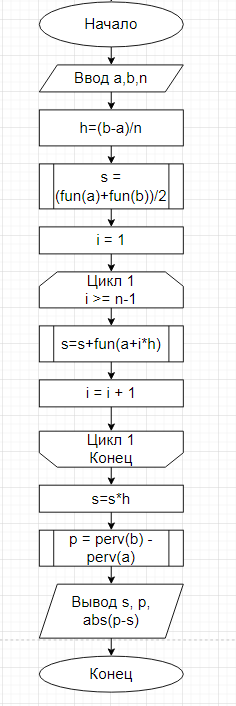 Начало
Ввод a,b,n
h=(b-a)/n
s =
(fun(a)+fun(b))/2
i = 1
Цикл 1
i >= n-1
s=s+fun(a+i*h)
i = i + 1
Цикл 1
Конец
s=s*h
p = perv(b) -
perv(a)
Вывод s, p,
abs(p-s)
Конец